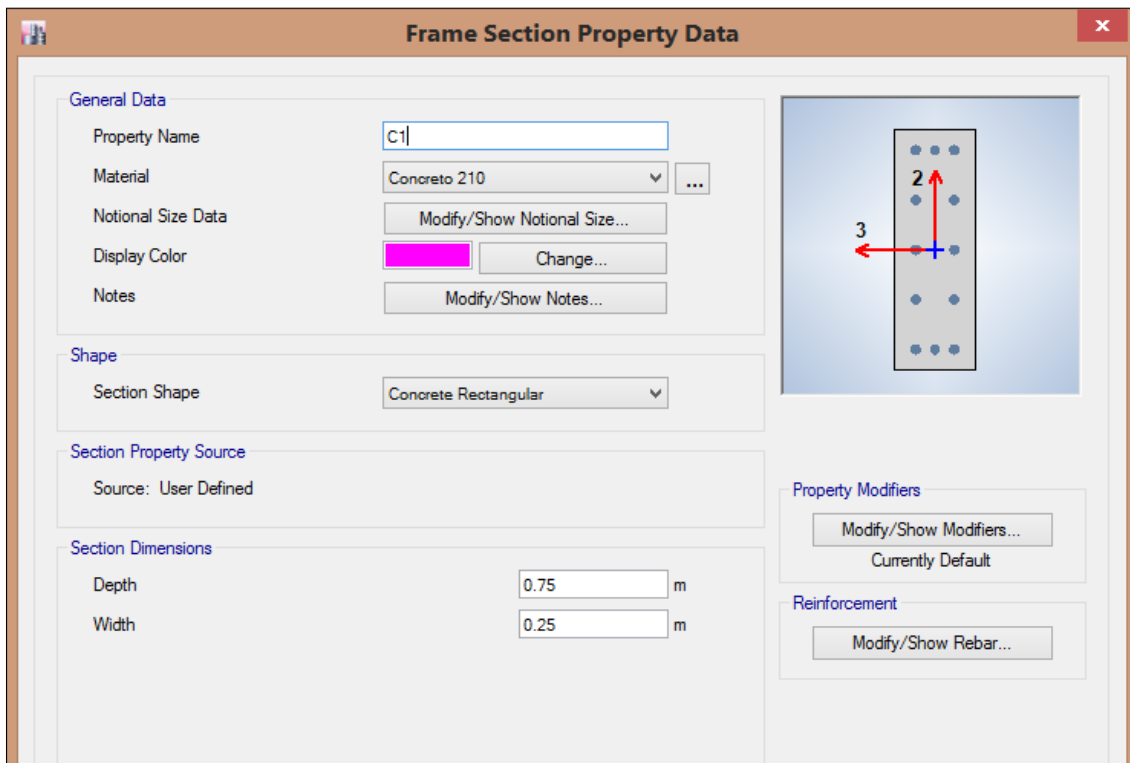 Frame Section Property Data
x
General Data
Property Name
C1
Material
Concreto 210
...
Notional Size Data
Modify/Show Notional Size...
Display Color
Change...
Notes
Modify/Show Notes...
2
3
Shape
Section Shape
Concrete Rectangular
Section Property Source
Source: User Defined
Property Modifiers
Modify/Show Modifiers...
Currently Default
Section Dimensions
Depth
0.75
m
Width
0.25
m
Reinforcement
Modify/Show Rebar...